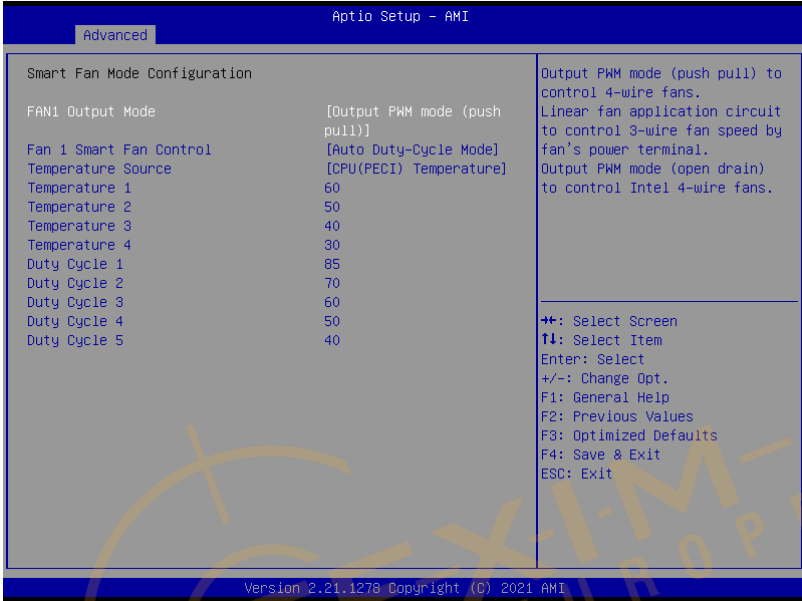 Aptio Setup – AMI
Advanced
Smart Fan Mode Configuration
FAN1 Output Mode [Output PWM mode (push
pull)]
Fan 1 Smart Fan Control [Auto Duty-Cycle Mode]
Temperature Source [CPU(PECI) Temperature]
Temperature 1 60
Temperature 2 50
Temperature 3 40
Temperature 4 30
Duty Cycle 1 85
Duty Cycle 2 70
Duty Cycle 3 60
Duty Cycle 4 50
Duty Cycle 5 40
Output PWM mode (push pull) to
control 4-wire fans.
Linear fan application circuit
to control 3-wire fan speed by
fan's power terminal.
Output PWM mode (open drain)
to control Intel 4-wire fans.
→←: Select Screen
↑↓: Select Item
Enter: Select
+/-: Change Opt.
F1: General Help
F2: Previous Values
F3: Optimized Defaults
F4: Save & Exit
ESC: Exit
Version 2.21.1278 Copyright (C) 2021 AMI